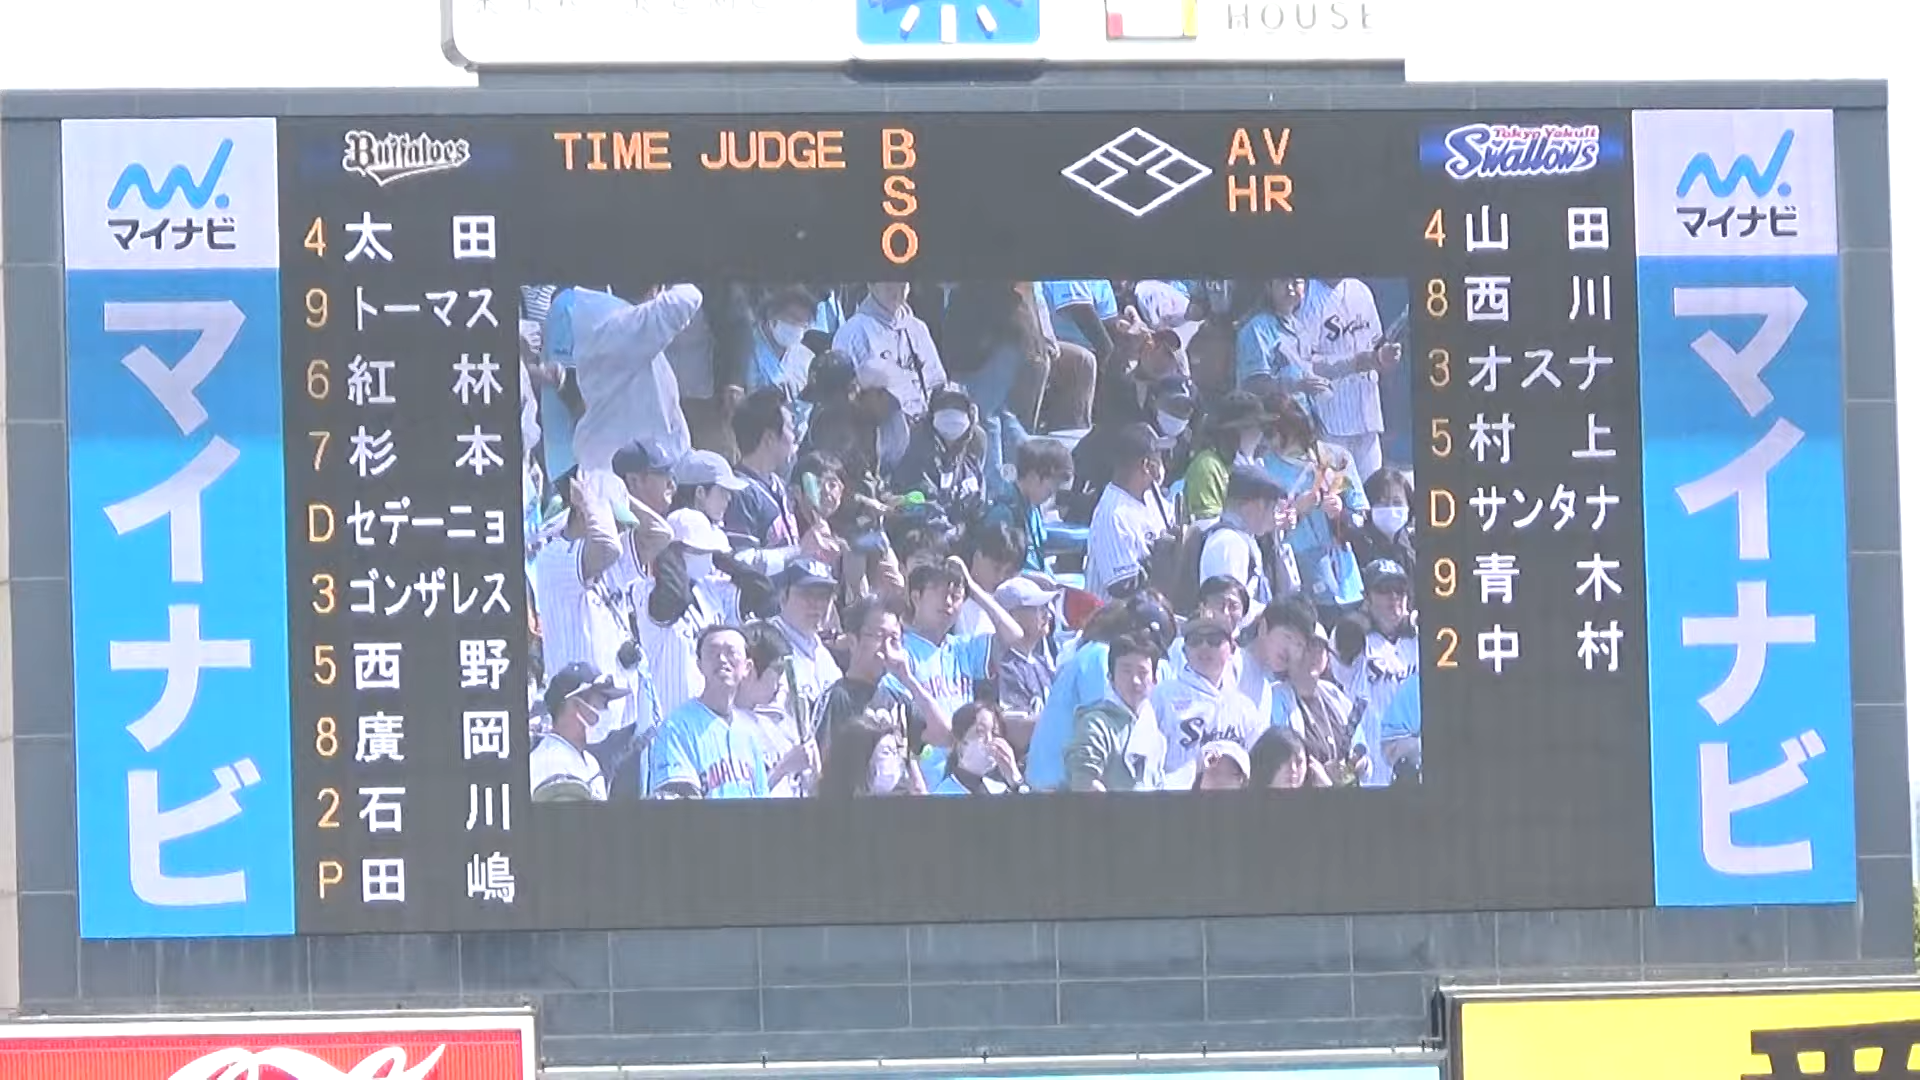 HOUSE
マイナビ
マイナビ
Buffaloes
4 太田
9 トーマス
6 紅林
7 杉本
D セデーニョ
3 ゴンザレス
5 西野
8 廣岡
2 石川
P 田嶋
TIME JUDGE
B
S
O
AV
HR
Tokyo Yakult
Swallows
4 山田
8 西川
3 オスナ
5 村上
D サンタナ
9 青木
2 中村
マイナビ
マイナビ